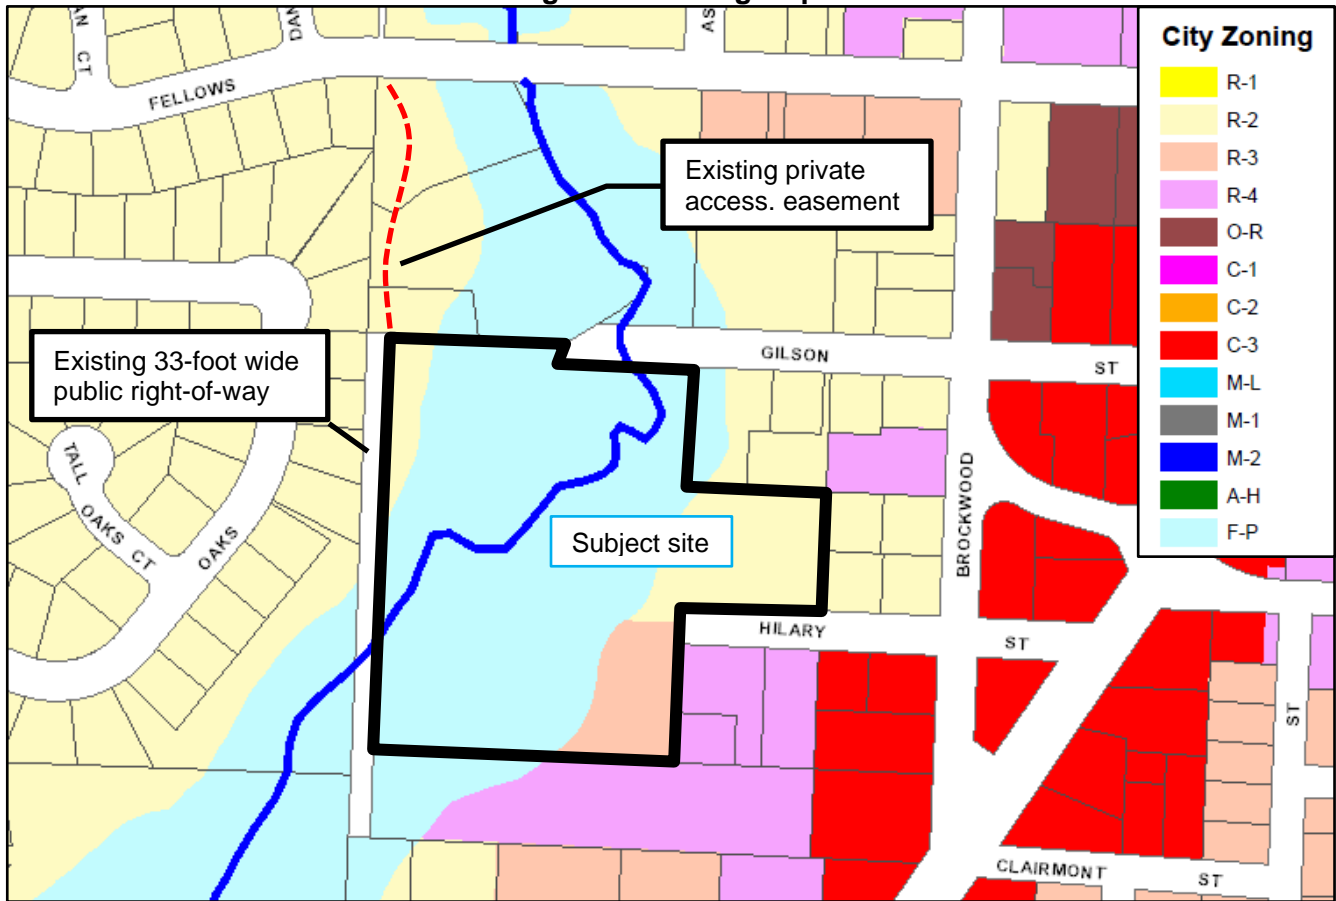 City Zoning
R-1
R-2
R-3
R-4
O-R
C-1
C-2
C-3
M-L
M-1
M-2
A-H
F-P
CT
FELLOWS
Existing private
access. easement
Existing 33-foot wide
public right-of-way
GILSON
ST
TALL
OAKS CT
OAKS
BROCKWOOD
Subject site
HILARY
ST
ST
CLAIRMONT
ST